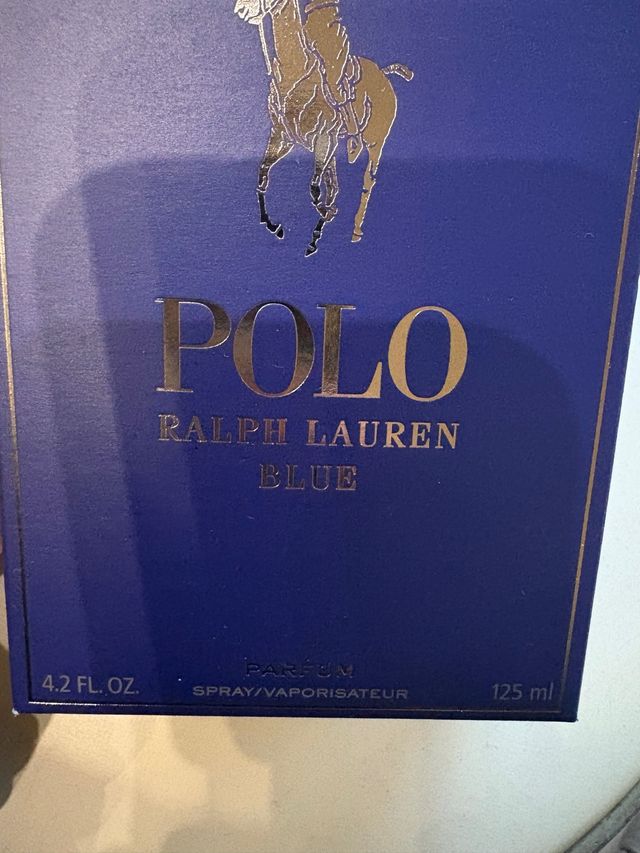 POLO
RALPH LAUREN
BLUE
PARFUM
4.2 FL. OZ. SPRAY/VAPORISATEUR 125 ml